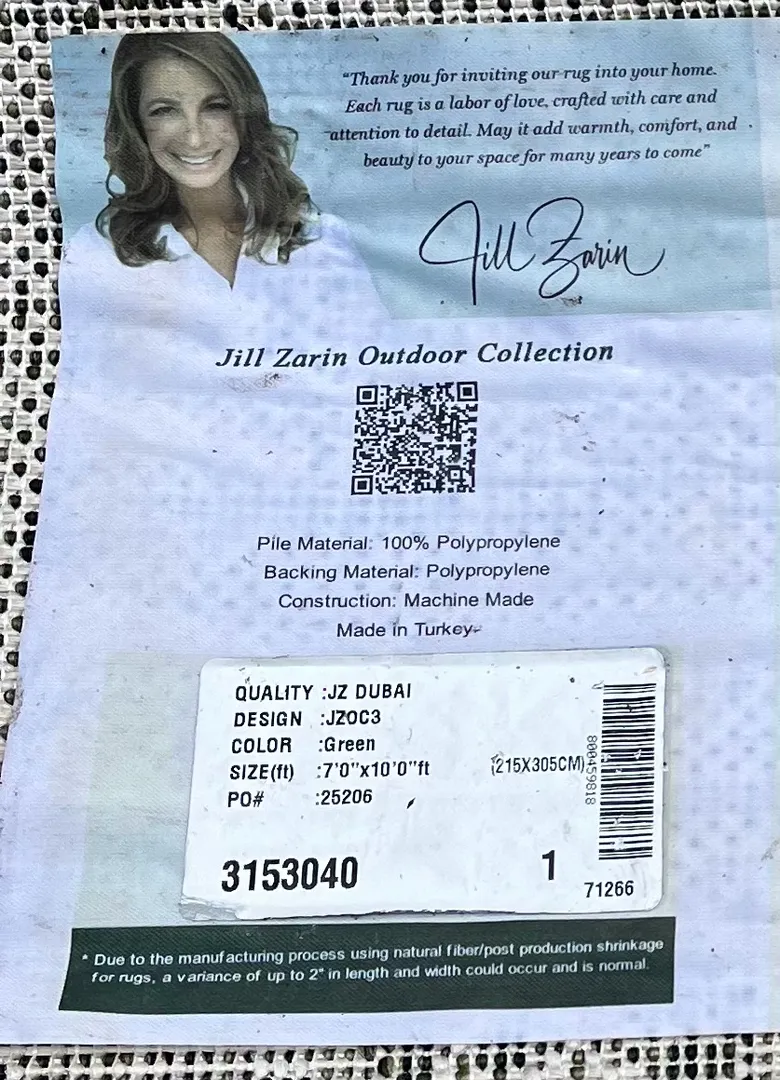 “Thank you for inviting our rug into your home.
Each rug is a labor of love, crafted with care and
attention to detail. May it add warmth, comfort, and
beauty to your space for many years to come”
Jill Zarin
Jill Zarin Outdoor Collection
Pile Material: 100% Polypropylene
Backing Material: Polypropylene
Construction: Machine Made
Made in Turkey
QUALITY :JZ DUBAI
DESIGN :JZOC3
COLOR :Green
SIZE(ft) :7'0"x10'0"ft (215X305CM)
PO# :25206
800459818
3153040 1
71266
* Due to the manufacturing process using natural fiber/post production shrinkage
for rugs, a variance of up to 2" in length and width could occur and is normal.